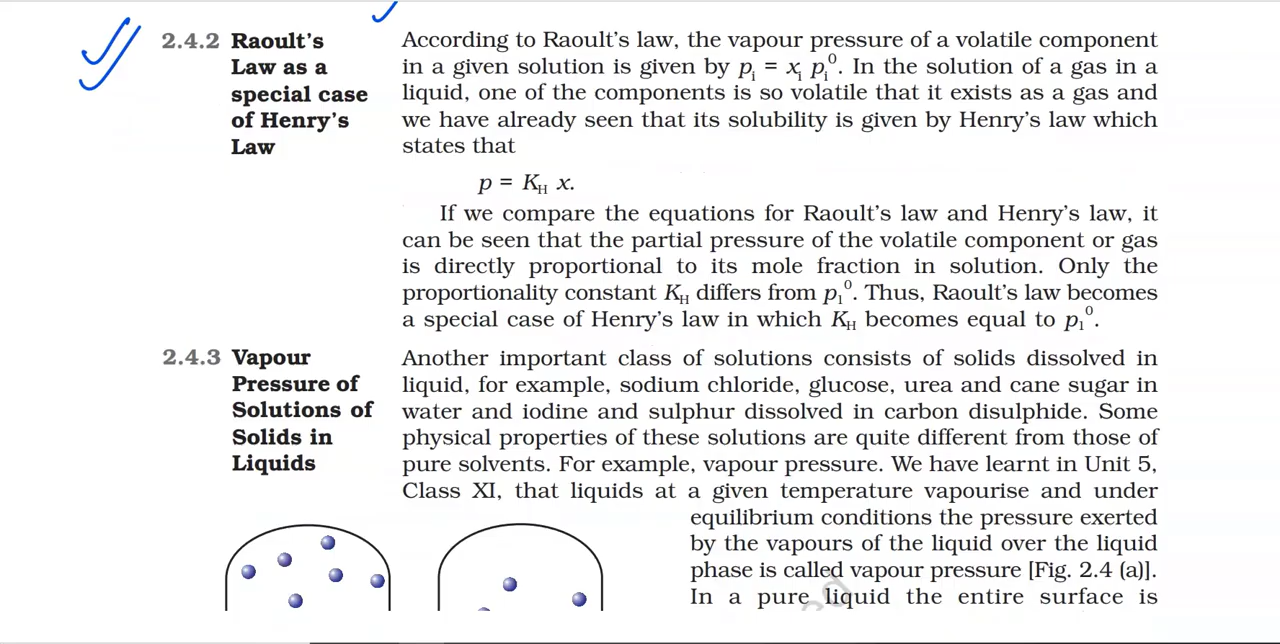 2.4.2 Raoult's
Law as a
special case
of Henry's
Law
According to Raoult's law, the vapour pressure of a volatile component
in a given solution is given by pᵢ = xᵢ pᵢ⁰. In the solution of a gas in a
liquid, one of the components is so volatile that it exists as a gas and
we have already seen that its solubility is given by Henry's law which
states that
p = K_H x.
If we compare the equations for Raoult's law and Henry's law, it
can be seen that the partial pressure of the volatile component or gas
is directly proportional to its mole fraction in solution. Only the
proportionality constant K_H differs from p₁⁰. Thus, Raoult's law becomes
a special case of Henry's law in which K_H becomes equal to p₁⁰.
2.4.3 Vapour
Pressure of
Solutions of
Solids in
Liquids
Another important class of solutions consists of solids dissolved in
liquid, for example, sodium chloride, glucose, urea and cane sugar in
water and iodine and sulphur dissolved in carbon disulphide. Some
physical properties of these solutions are quite different from those of
pure solvents. For example, vapour pressure. We have learnt in Unit 5,
Class XI, that liquids at a given temperature vapourise and under
equilibrium conditions the pressure exerted
by the vapours of the liquid over the liquid
phase is called vapour pressure [Fig. 2.4 (a)].
In a pure liquid the entire surface is